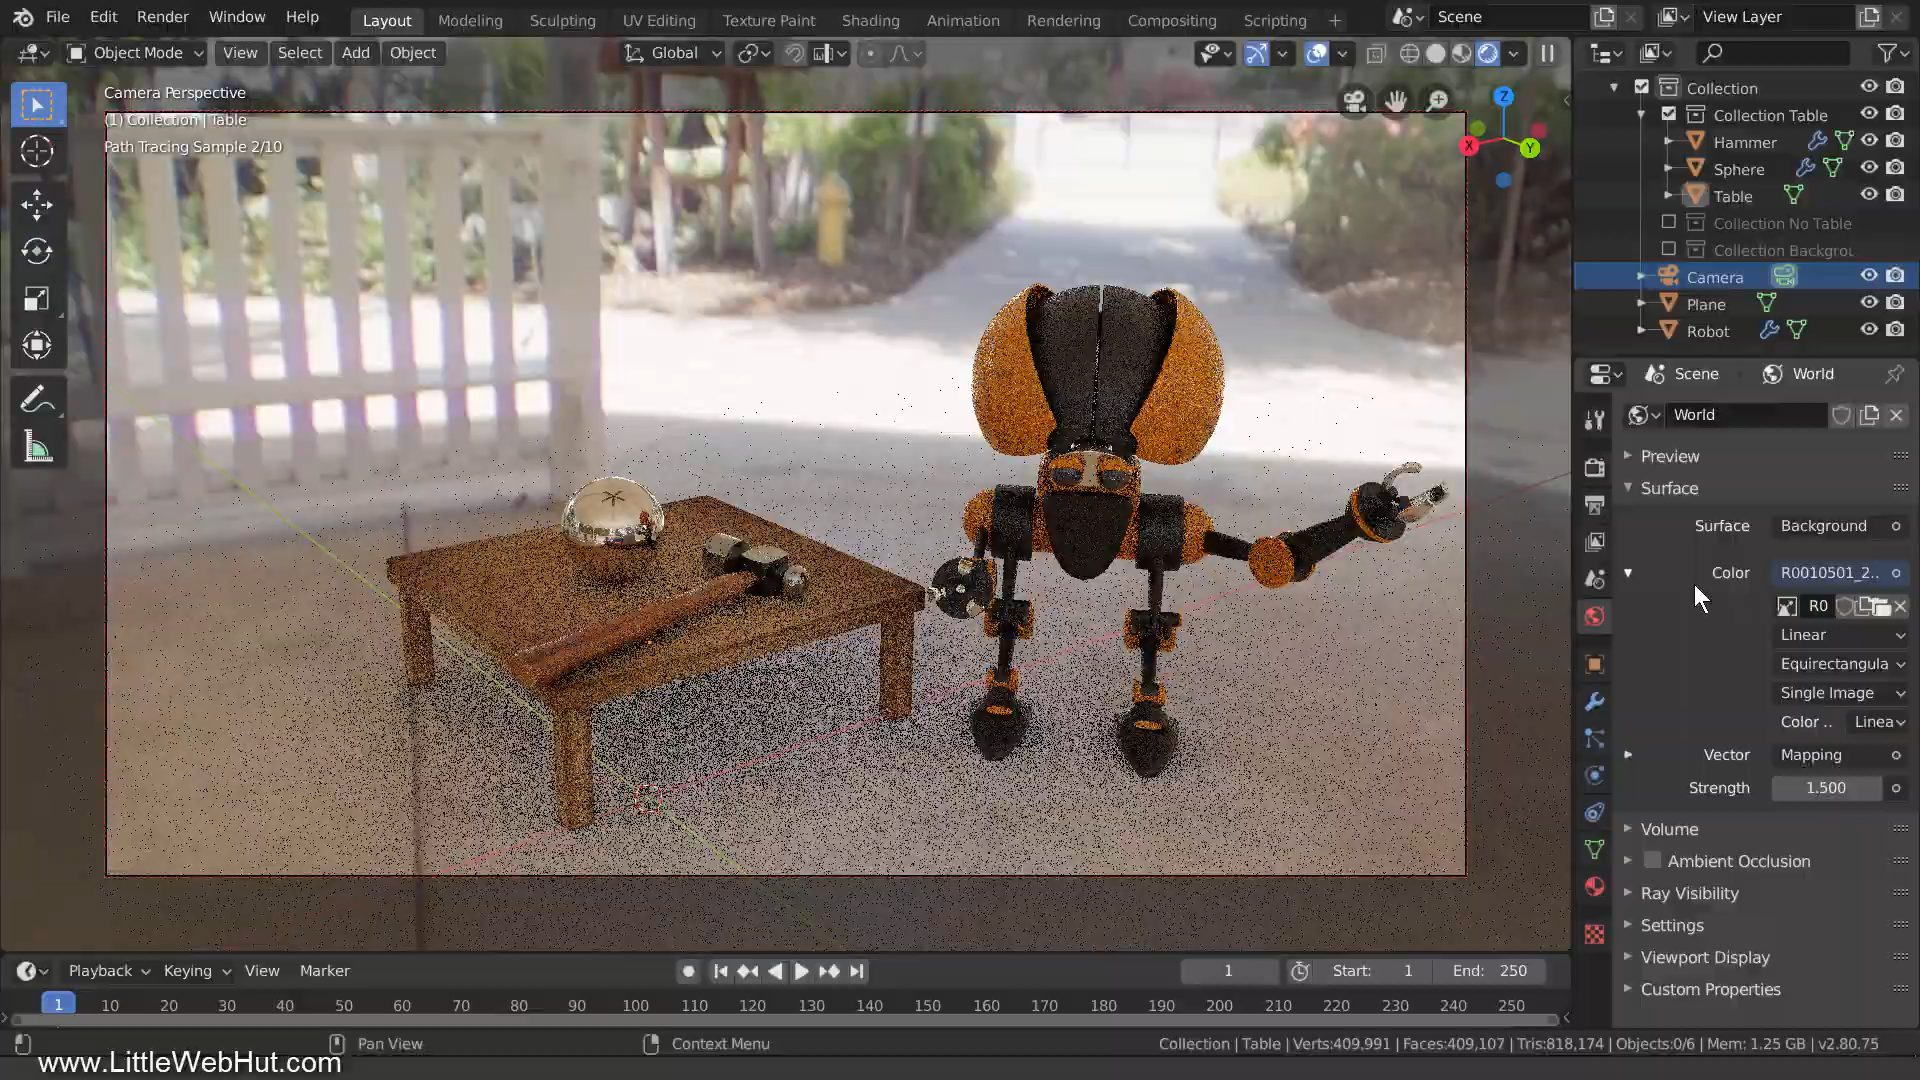 File Edit Render Window Help Layout Modeling Sculpting UV Editing Texture Paint Shading Animation Rendering Compositing Scripting + Scene View Layer
Object Mode View Select Add Object Global
Camera Perspective
(1) Collection | Table
Path Tracing Sample 2/10
Z
X
Y
Collection
Collection Table
Hammer
Sphere
Table
Collection No Table
Collection Backgrou
Camera
Plane
Robot
Scene World
World
Preview
Surface
Surface Background
Color R0010501_2..
R0
Linear
Equirectangula
Single Image
Color .. Linea
Vector Mapping
Strength 1.500
Volume
Ambient Occlusion
Ray Visibility
Settings
Viewport Display
Custom Properties
Playback Keying View Marker 1 Start: 1 End: 250
1 10 20 30 40 50 60 70 80 90 100 110 120 130 140 150 160 170 180 190 200 210 220 230 240 250
Pan View Context Menu Collection | Table | Verts:409,991 | Faces:409,107 | Tris:818,174 | Objects:0/6 | Mem: 1.25 GB | v2.80.75
www.LittleWebHut.com